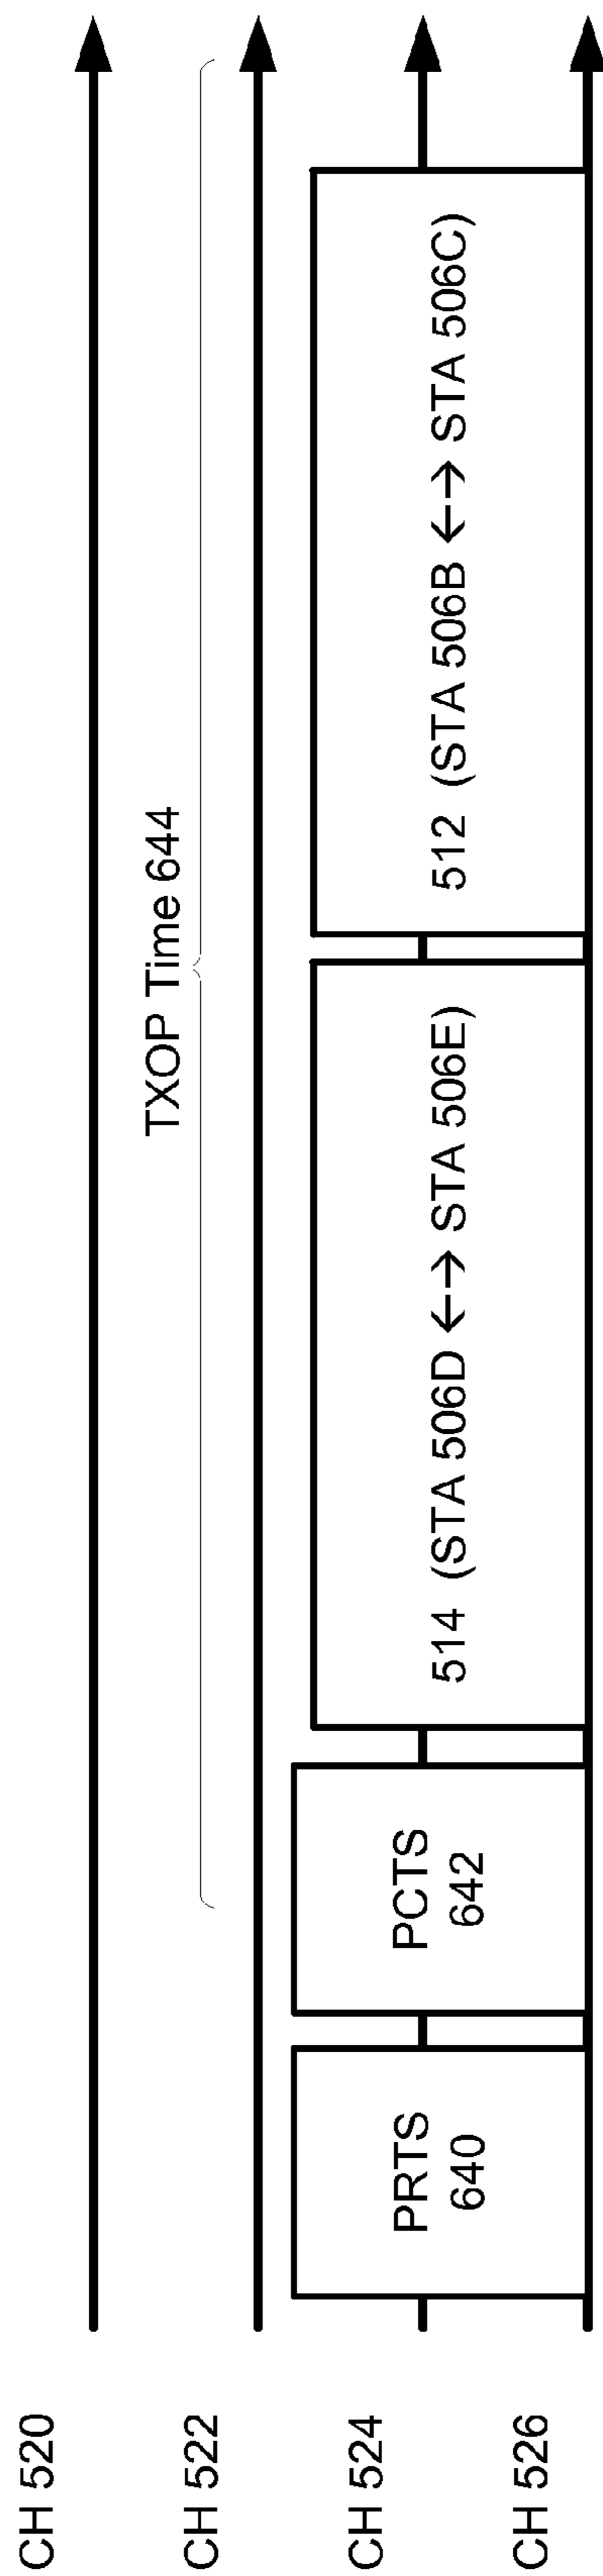 CH 520
TXOP Time 644
CH 522
CH 524
CH 526
PRTS
640
PCTS
642
514 (STA 506D ←→ STA 506E)
512 (STA 506B ←→ STA 506C)